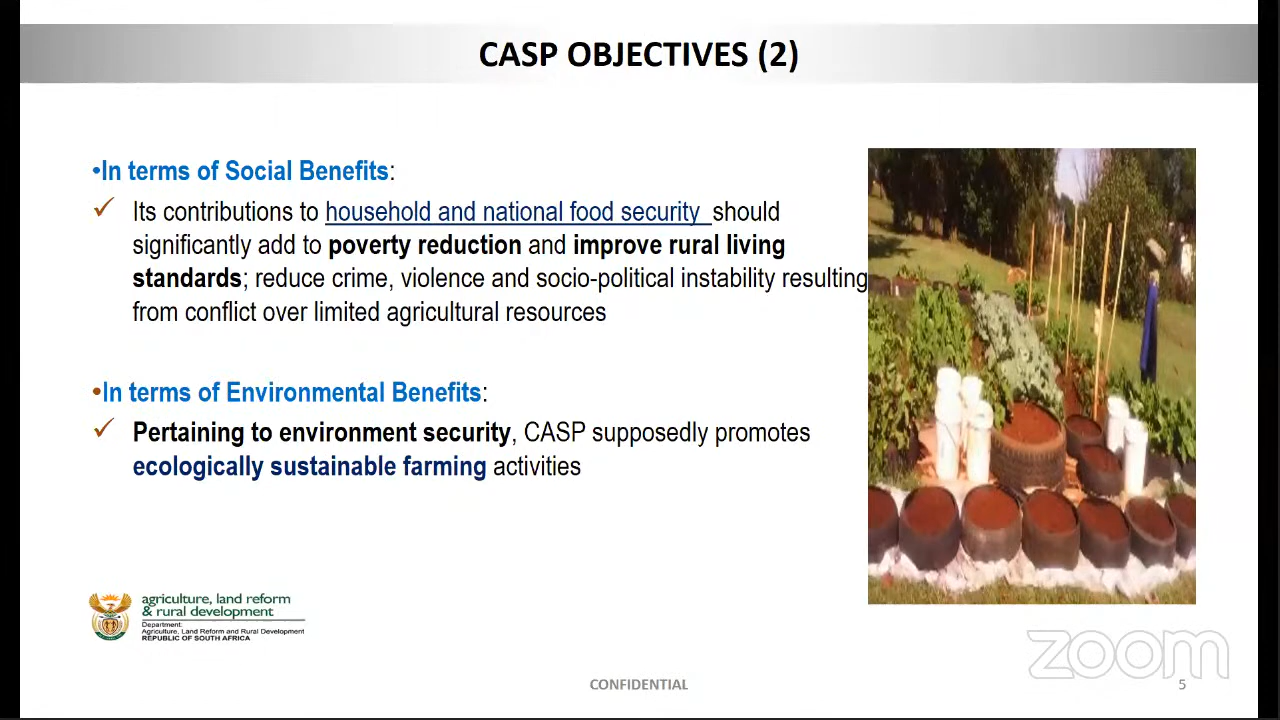 CASP OBJECTIVES (2)
•In terms of Social Benefits:
✓ Its contributions to household and national food security should
significantly add to poverty reduction and improve rural living
standards; reduce crime, violence and socio-political instability resulting
from conflict over limited agricultural resources
•In terms of Environmental Benefits:
✓ Pertaining to environment security, CASP supposedly promotes
ecologically sustainable farming activities
agriculture, land reform
& rural development
Department:
Agriculture, Land Reform and Rural Development
REPUBLIC OF SOUTH AFRICA
zoom
CONFIDENTIAL
5